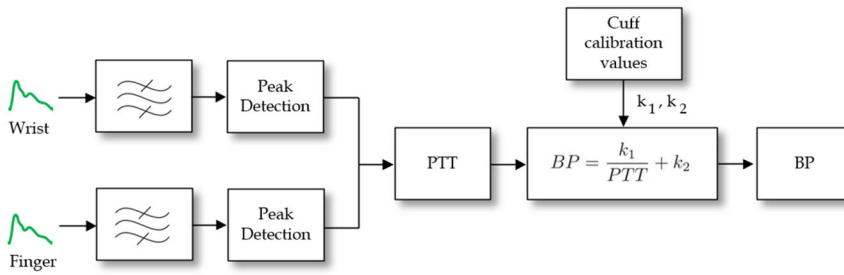 Wrist
Peak
Detection
Finger
Peak
Detection
PTT
Cuff
calibration
values
k₁, k₂
BP = k₁/PTT + k₂
BP